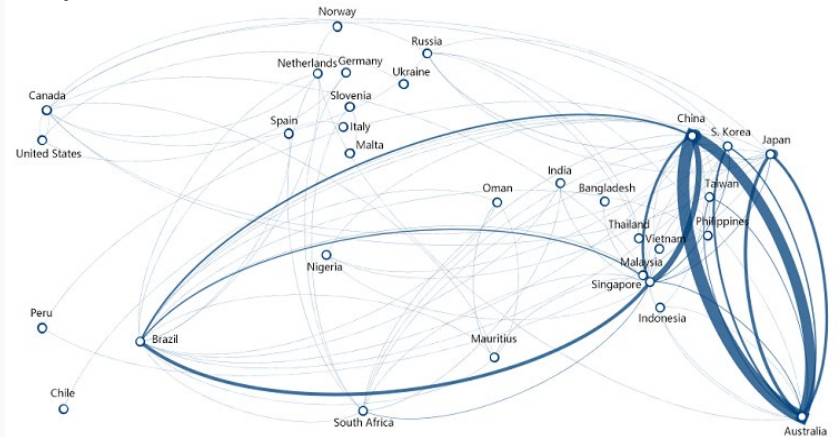 Norway
Russia
Netherlands
Germany
Ukraine
Canada
Slovenia
Spain
Italy
China
S. Korea
Japan
United States
Malta
India
Oman
Bangladesh
Taiwan
Thailand
Philippines
Vietnam
Nigeria
Malaysia
Singapore
Peru
Indonesia
Brazil
Mauritius
Chile
South Africa
Australia